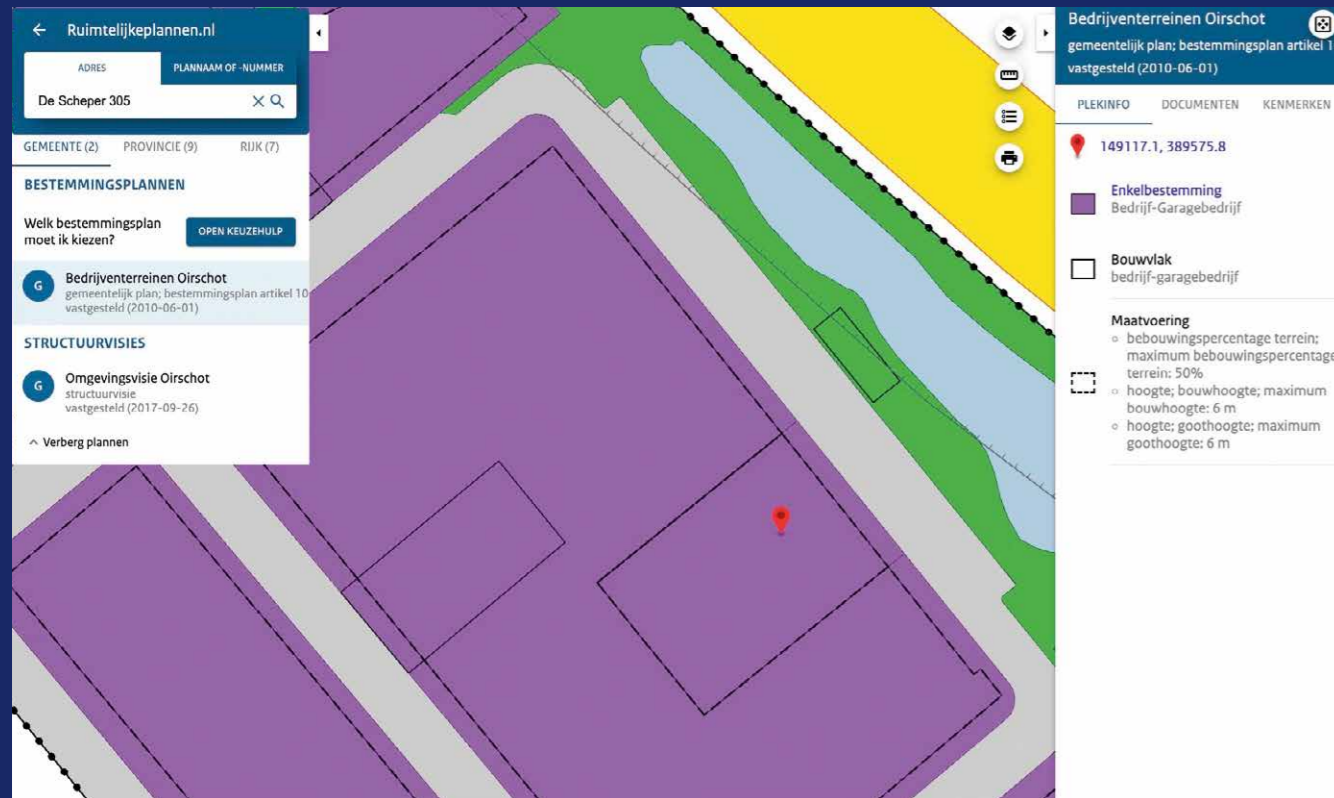 Ruimtelijkeplannen.nl
ADRES
PLANNAAM OF -NUMMER
De Scheper 305
GEMEENTE (2)
PROVINCIE (9)
RIJK (7)
BESTEMMINGSPLANNEN
Welk bestemmingsplan
moet ik kiezen?
OPEN KEUZEHULP
G
Bedrijventerreinen Oirschot
gemeentelijk plan; bestemmingsplan artikel 10
vastgesteld (2010-06-01)
STRUCTUURVISIES
G
Omgevingsvisie Oirschot
structuurvisie
vastgesteld (2017-09-26)
Verberg plannen
Bedrijventerreinen Oirschot
gemeentelijk plan; bestemmingsplan artikel 1
vastgesteld (2010-06-01)
PLEKINFO
DOCUMENTEN
KENMERKEN
149117.1, 389575.8
Enkelbestemming
Bedrijf-Garagebedrijf
Bouwvlak
bedrijf-garagebedrijf
Maatvoering
bebouwingspercentage terrein;
maximum bebouwingspercentage
terrein: 50%
hoogte; bouwhoogte; maximum
bouwhoogte: 6 m
hoogte; goothoogte; maximum
goothoogte: 6 m